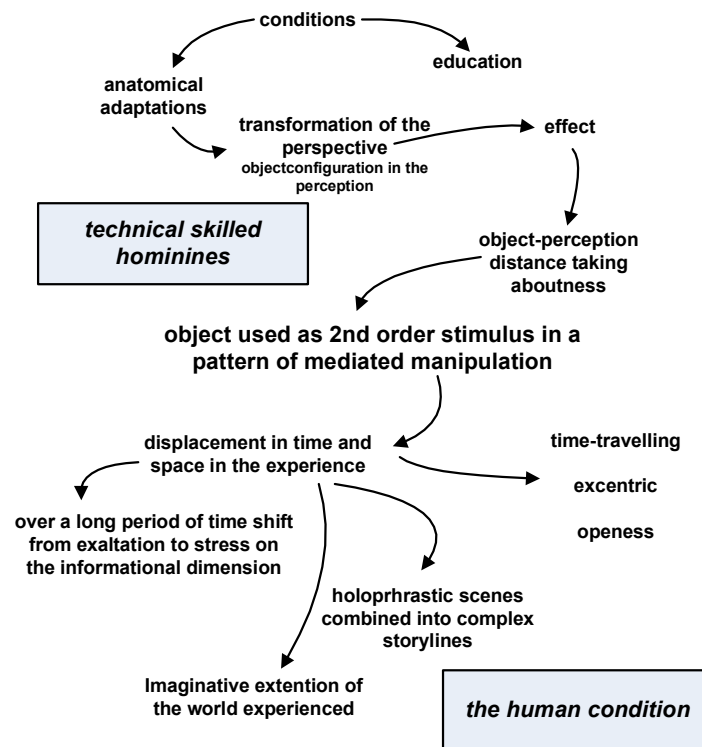 conditions
education
anatomical
adaptations
transformation of the
perspective
objectconfiguration in the
perception
effect
technical skilled
hominines
object-perception
distance taking
aboutness
object used as 2nd order stimulus in a
pattern of mediated manipulation
displacement in time and
space in the experience
time-travelling
excentric
openess
over a long period of time shift
from exaltation to stress on
the informational dimension
holoprhrastic scenes
combined into complex
storylines
Imaginative extention of
the world experienced
the human condition